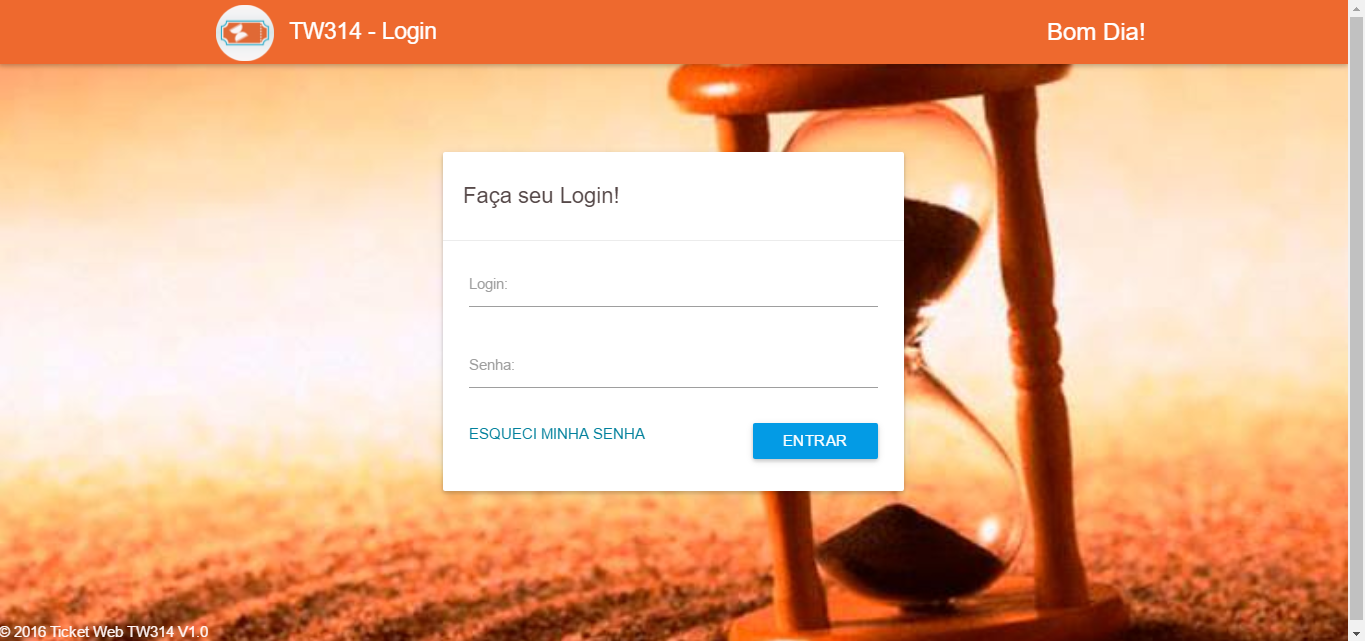 TW314 - Login
Bom Dia!
Faça seu Login!
Login:
Senha:
ESQUECI MINHA SENHA
ENTRAR
© 2016 Ticket Web TW314 V1.0